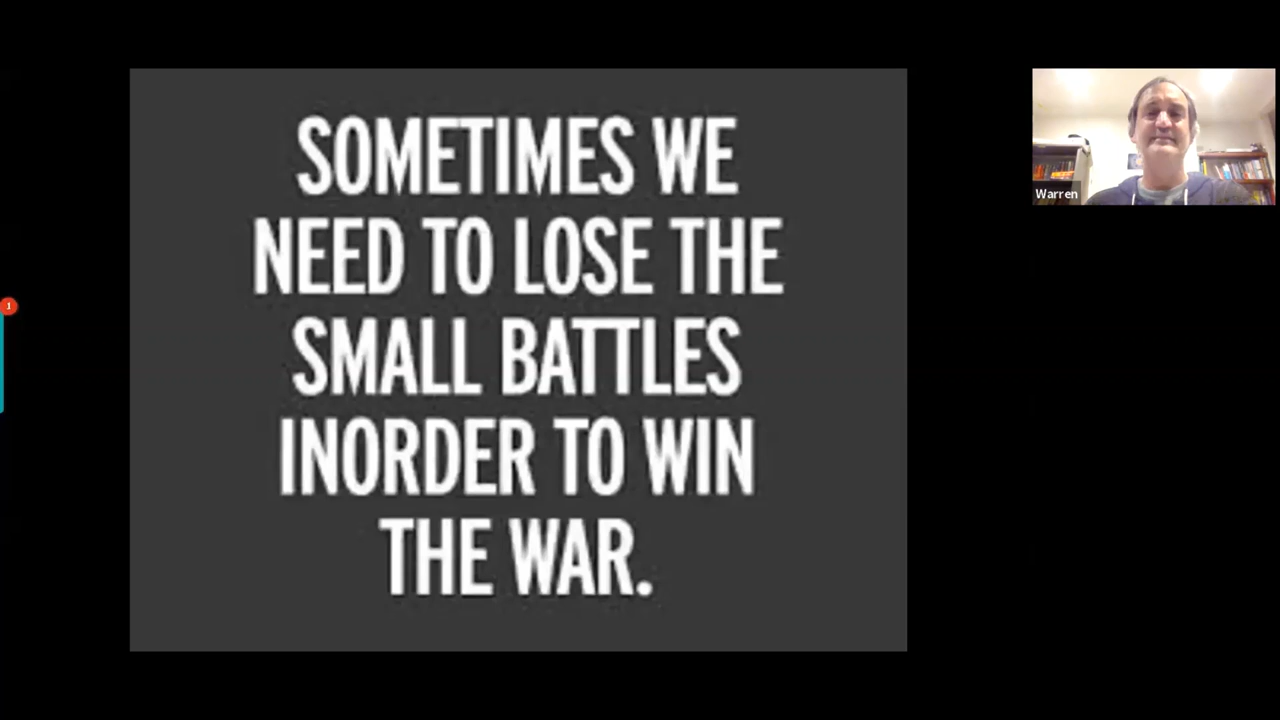 SOMETIMES WE
NEED TO LOSE THE
SMALL BATTLES
INORDER TO WIN
THE WAR.
Warren
1